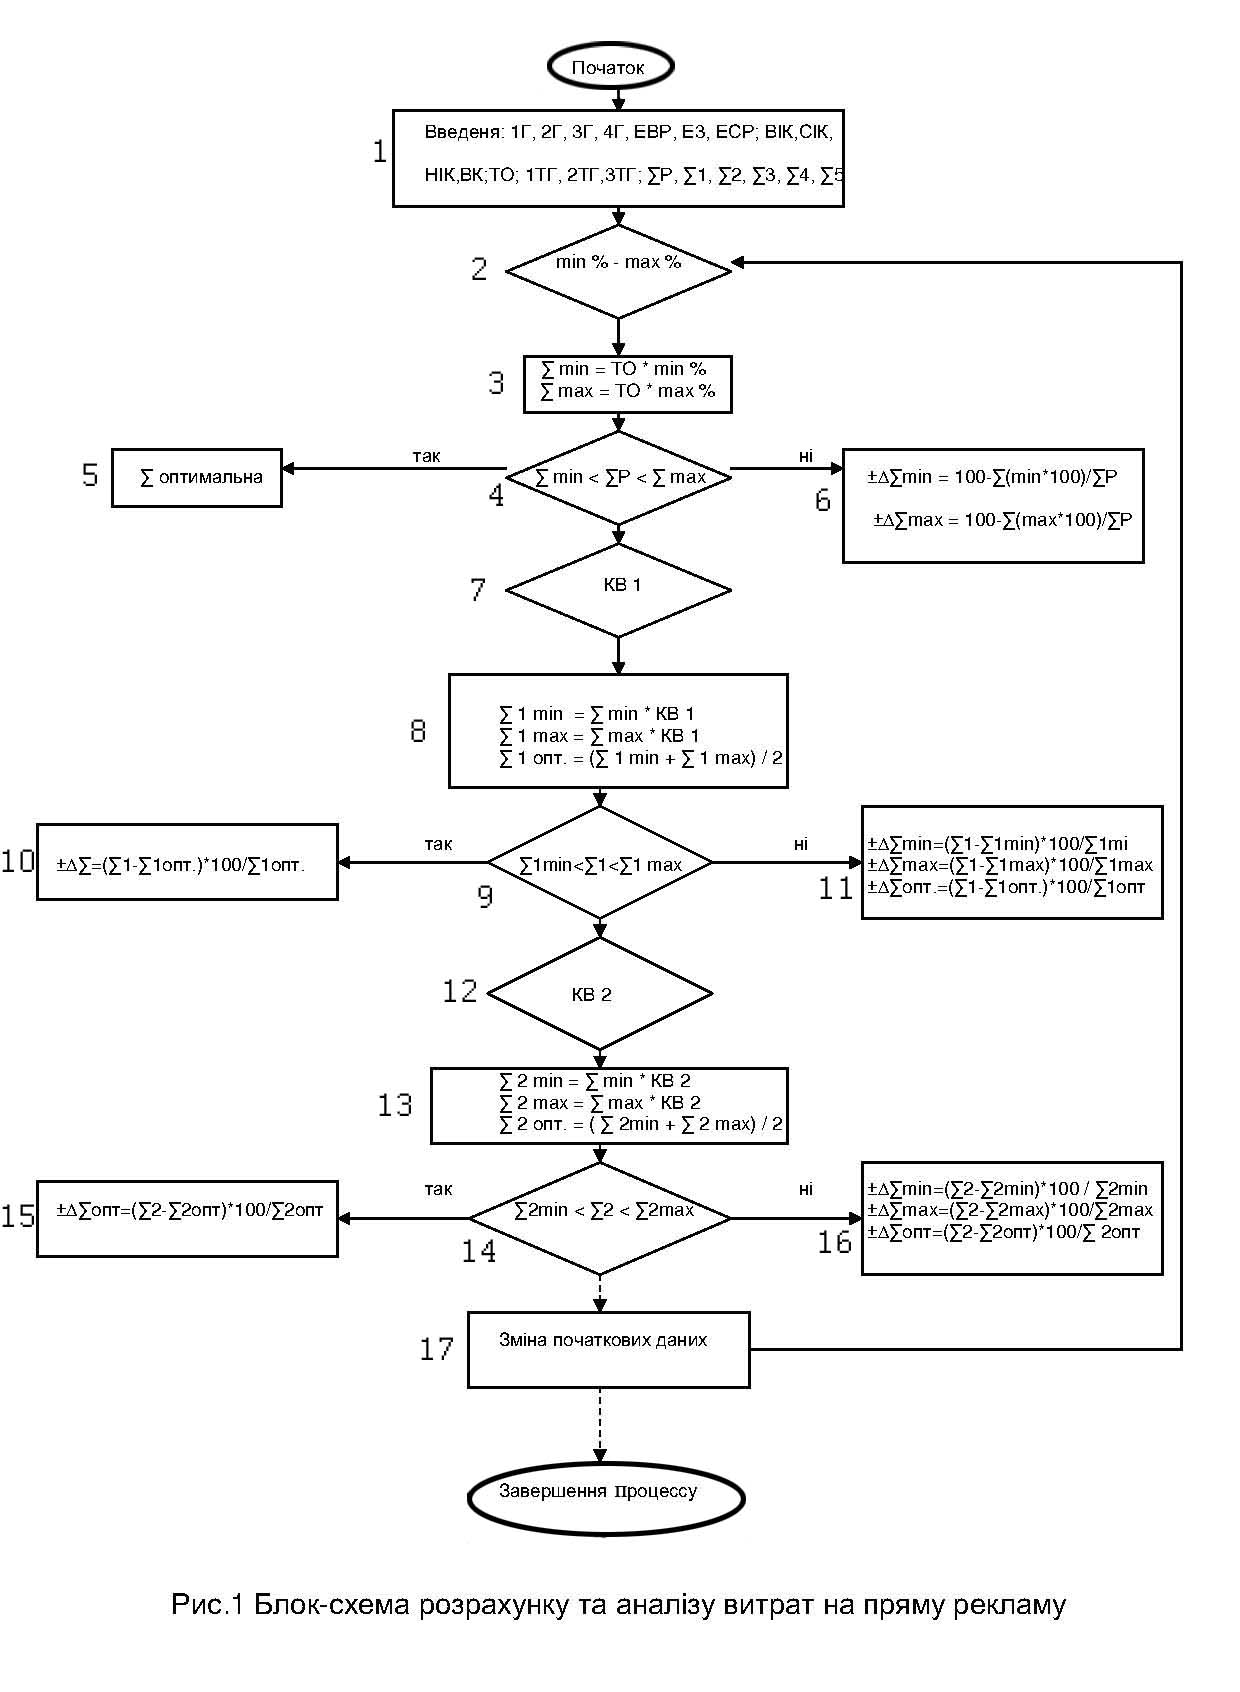 Початок
1
Введеня: 1Г, 2Г, 3Г, 4Г, ЕВР, ЕЗ, ЕСР; ВІК,СІК,
НІК,ВК;ТО; 1ТГ, 2ТГ,3ТГ; ∑Р, ∑1, ∑2, ∑3, ∑4, ∑5
2
min % - max %
3
∑ min = ТО * min %
∑ max = ТО * max %
4
∑ min < ∑Р < ∑ max
так
ні
5
∑ оптимальна
6
±Δ∑min = 100-∑(min*100)/∑Р
±Δ∑max = 100-∑(max*100)/∑Р
7
КВ 1
8
∑ 1 min = ∑ min * КВ 1
∑ 1 max = ∑ max * КВ 1
∑ 1 опт. = (∑ 1 min + ∑ 1 max) / 2
9
∑1min<∑1<∑1 max
так
ні
10
±Δ∑=(∑1-∑1опт.)*100/∑1опт.
11
±Δ∑min=(∑1-∑1min)*100/∑1mi
±Δ∑max=(∑1-∑1max)*100/∑1max
±Δ∑опт.=(∑1-∑1опт.)*100/∑1опт
12
КВ 2
13
∑ 2 min = ∑ min * КВ 2
∑ 2 max = ∑ max * КВ 2
∑ 2 опт. = ( ∑ 2min + ∑ 2 max) / 2
14
∑2min < ∑2 < ∑2max
так
ні
15
±Δ∑опт=(∑2-∑2опт)*100/∑2опт
16
±Δ∑min=(∑2-∑2min)*100 / ∑2min
±Δ∑max=(∑2-∑2max)*100/∑2max
±Δ∑опт=(∑2-∑2опт)*100/∑ 2опт
17
Зміна початкових даних
Завершення процессу
Рис.1 Блок-схема розрахунку та аналізу витрат на пряму рекламу